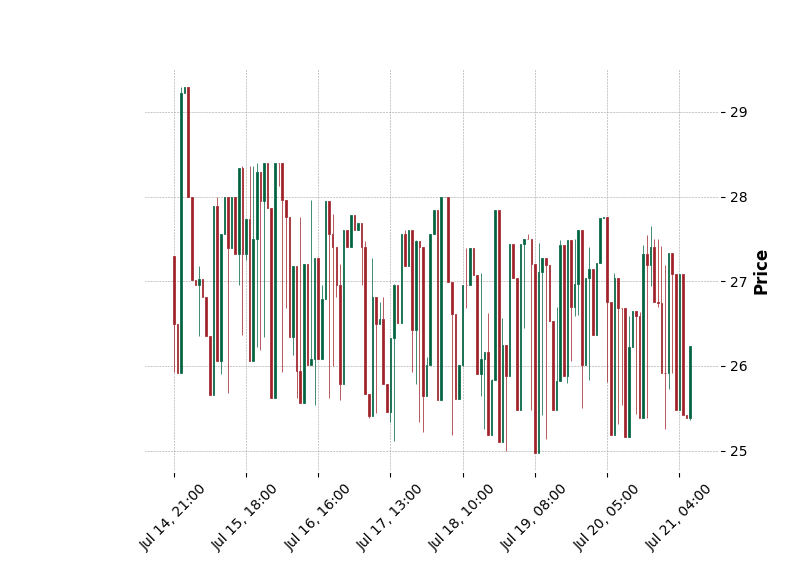 29
28
27
26
25
Price
Jul 14, 21:00
Jul 15, 18:00
Jul 16, 16:00
Jul 17, 13:00
Jul 18, 10:00
Jul 19, 08:00
Jul 20, 05:00
Jul 21, 04:00